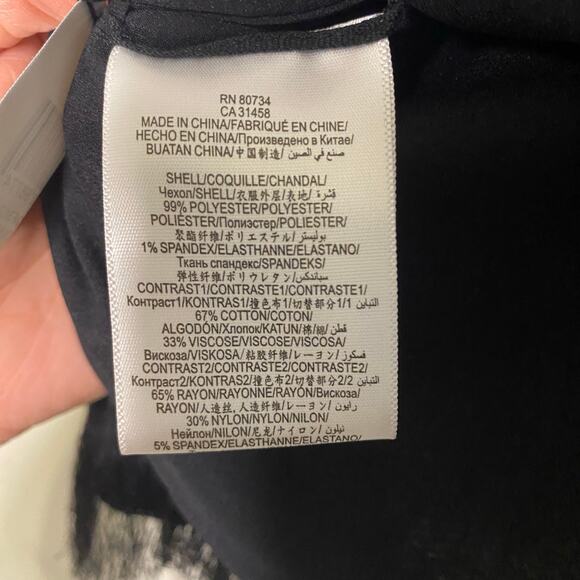 RN 80734
CA 31458
MADE IN CHINA/FABRIQUÉ EN CHINE/
HECHO EN CHINA/Произведено в Китае/
BUATAN CHINA/中国制造/ صنع في الصين
SHELL/COQUILLE/CHANDAL/
Чехол/SHELL/衣服外层/表地/ قشرة
99% POLYESTER/POLYESTER/
POLIÉSTER/Полиэстер/POLIESTER/
聚酯纤维/ポリエステル/ بوليستر
1% SPANDEX/ELASTHANNE/ELASTANO/
Ткань спандекс/SPANDEKS/
弹性纤维/ポリウレタン/ سباندكس
CONTRAST1/CONTRASTE1/CONTRASTE1/
Контраст1/KONTRAS1/撞色布1/切替部分1/ التباين 1
67% COTTON/COTON/
ALGODÓN/Хлопок/KATUN/棉/綿/ قطن
33% VISCOSE/VISCOSE/VISCOSA/
Вискоза/VISKOSA/粘胶纤维/レーヨン/ فسكوز
CONTRAST2/CONTRASTE2/CONTRASTE2/
Контраст2/KONTRAS2/撞色布2/切替部分2/ التباين 2
65% RAYON/RAYONNE/RAYÓN/Вискоза/
RAYON/人造丝, 人造纤维/レーヨン/ رايون
30% NYLON/NYLON/NILON/
Нейлон/NILON/尼龙/ナイロン/ نيلون
5% SPANDEX/ELASTHANNE/ELASTANO/